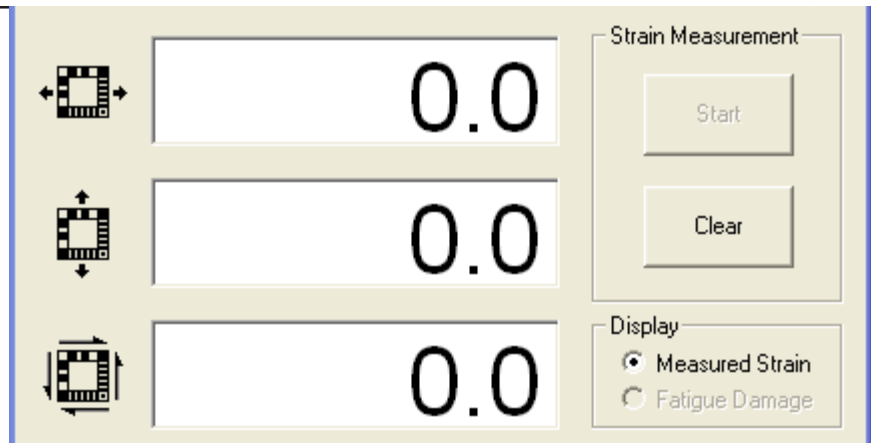 0.0
0.0
0.0
Strain Measurement
Start
Clear
Display
Measured Strain
Fatigue Damage